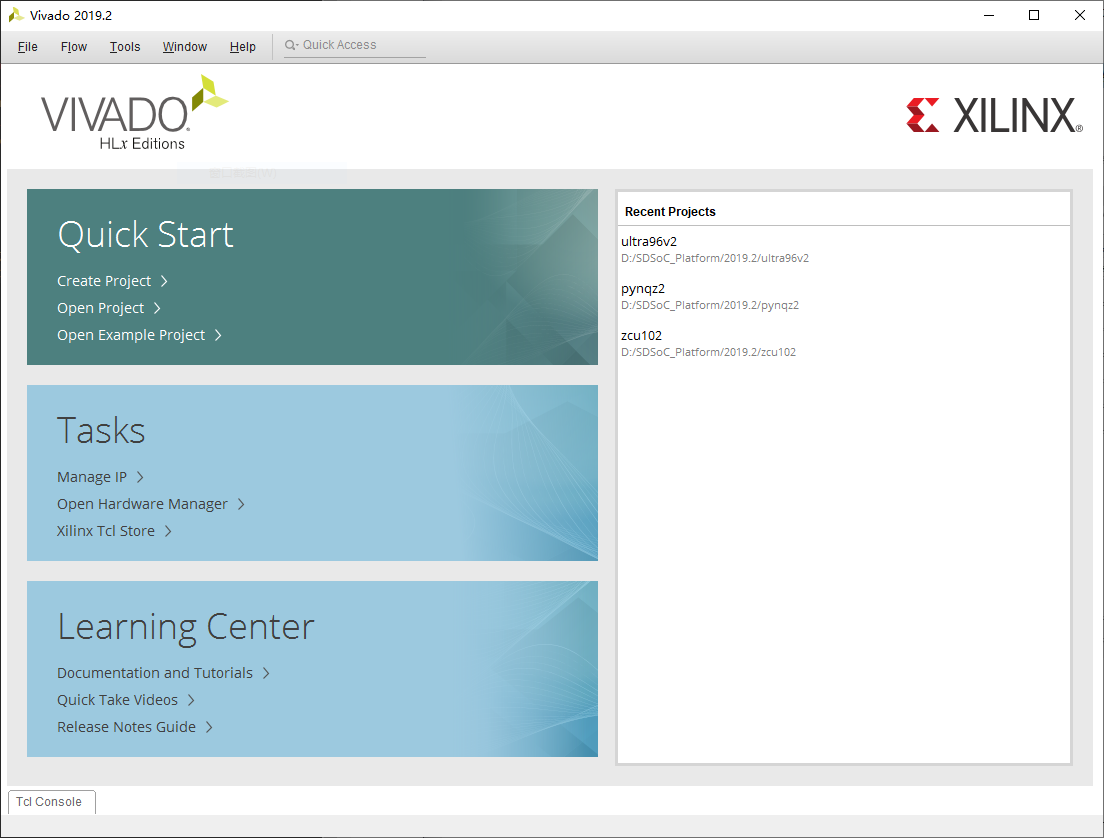 Vivado 2019.2
File Flow Tools Window Help Quick Access
VIVADO.
HLx Editions
XILINX®
Quick Start
Create Project
Open Project
Open Example Project
Tasks
Manage IP
Open Hardware Manager
Xilinx Tcl Store
Learning Center
Documentation and Tutorials
Quick Take Videos
Release Notes Guide
Recent Projects
ultra96v2
D:/SDSoC_Platform/2019.2/ultra96v2
pynqz2
D:/SDSoC_Platform/2019.2/pynqz2
zcu102
D:/SDSoC_Platform/2019.2/zcu102
Tcl Console